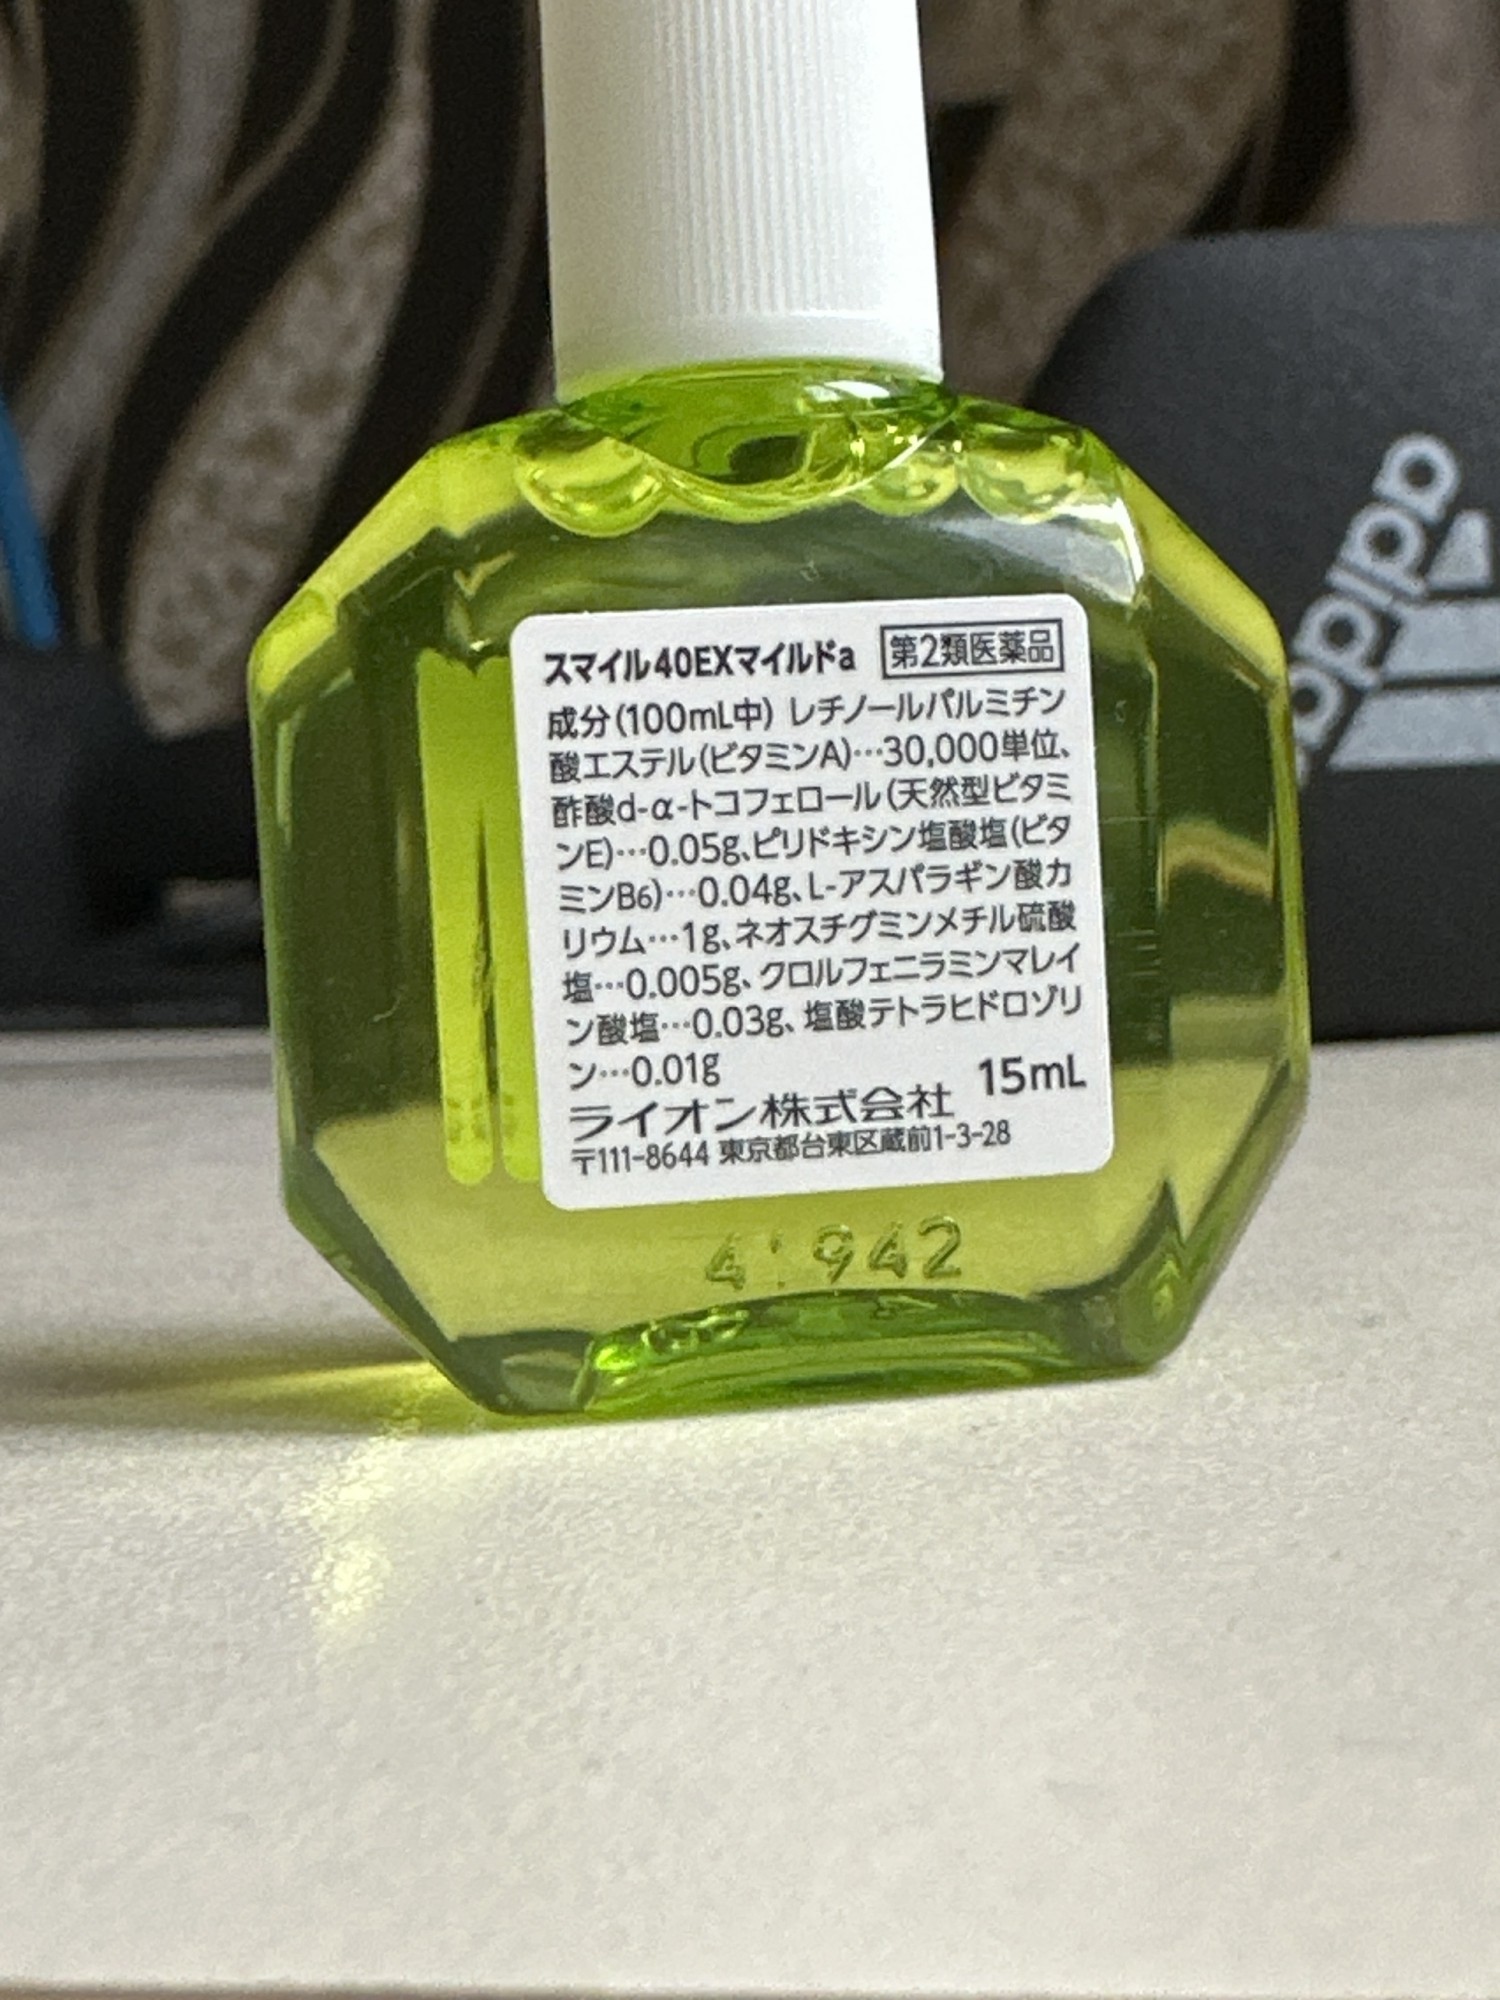 スマイル40EXマイルドa 第2類医薬品
成分(100mL中) レチノールパルミチン
酸エステル(ビタミンA)…30,000単位、
酢酸d-α-トコフェロール(天然型ビタミ
ンE)…0.05g、ピリドキシン塩酸塩(ビタ
ミンB6)…0.04g、L-アスパラギン酸カ
リウム…1g、ネオスチグミンメチル硫酸
塩…0.005g、クロルフェニラミンマレイ
ン酸塩…0.03g、塩酸テトラヒドロゾリ
ン…0.01g 15mL
ライオン株式会社
〒111-8644 東京都台東区蔵前1-3-28
942
adidas